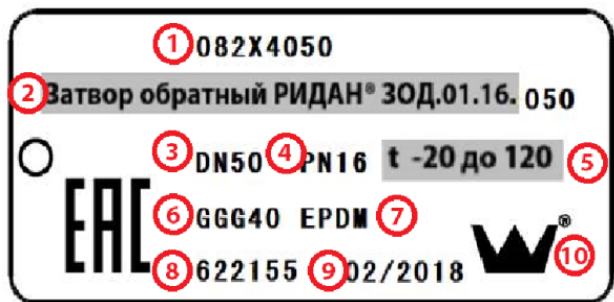 1 082X4050
2 Затвор обратный РИДАН® ЗОД.01.16. 050
3 DN50 4 PN16 t -20 до 120 5
6 GGG40 EPDM 7
EAC
8 622155 9 02/2018 ® 10